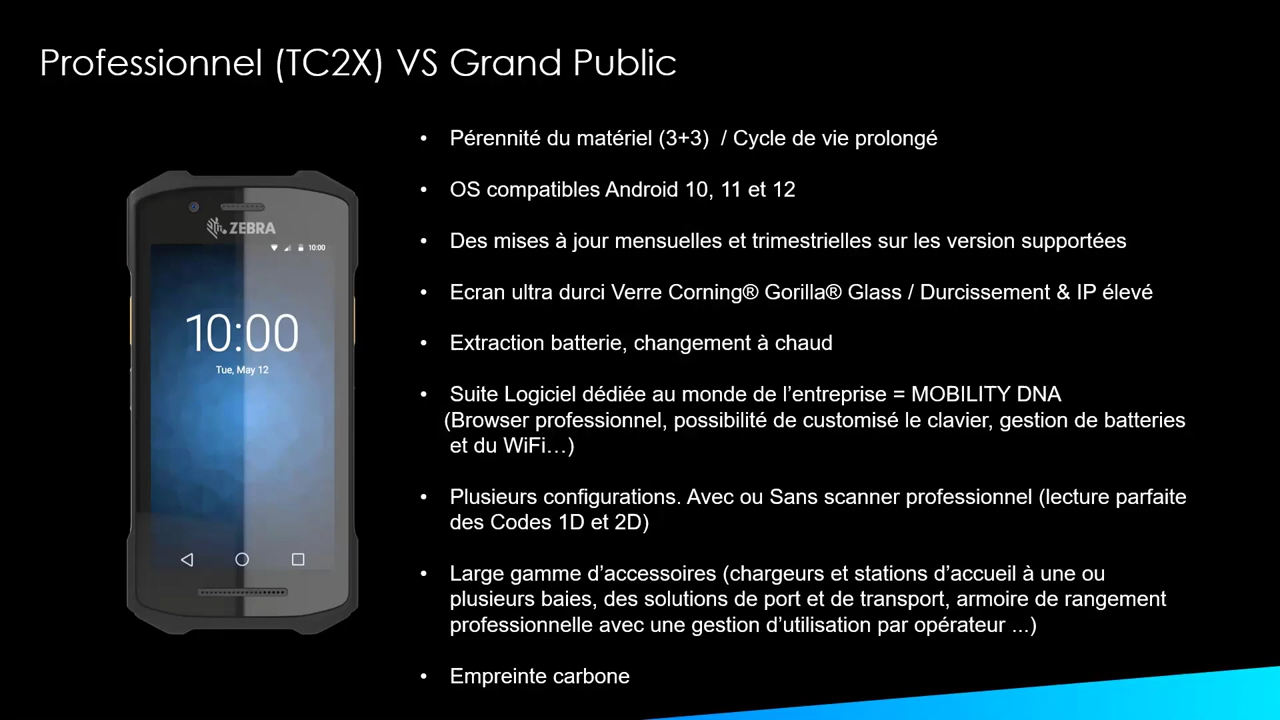 Professionnel (TC2X) VS Grand Public
ZEBRA
10:00
10:00
Tue, May 12
• Pérennité du matériel (3+3) / Cycle de vie prolongé
• OS compatibles Android 10, 11 et 12
• Des mises à jour mensuelles et trimestrielles sur les version supportées
• Ecran ultra durci Verre Corning® Gorilla® Glass / Durcissement & IP élevé
• Extraction batterie, changement à chaud
• Suite Logiciel dédiée au monde de l’entreprise = MOBILITY DNA
(Browser professionnel, possibilité de customisé le clavier, gestion de batteries
et du WiFi…)
• Plusieurs configurations. Avec ou Sans scanner professionnel (lecture parfaite
des Codes 1D et 2D)
• Large gamme d’accessoires (chargeurs et stations d’accueil à une ou
plusieurs baies, des solutions de port et de transport, armoire de rangement
professionnelle avec une gestion d’utilisation par opérateur ...)
• Empreinte carbone